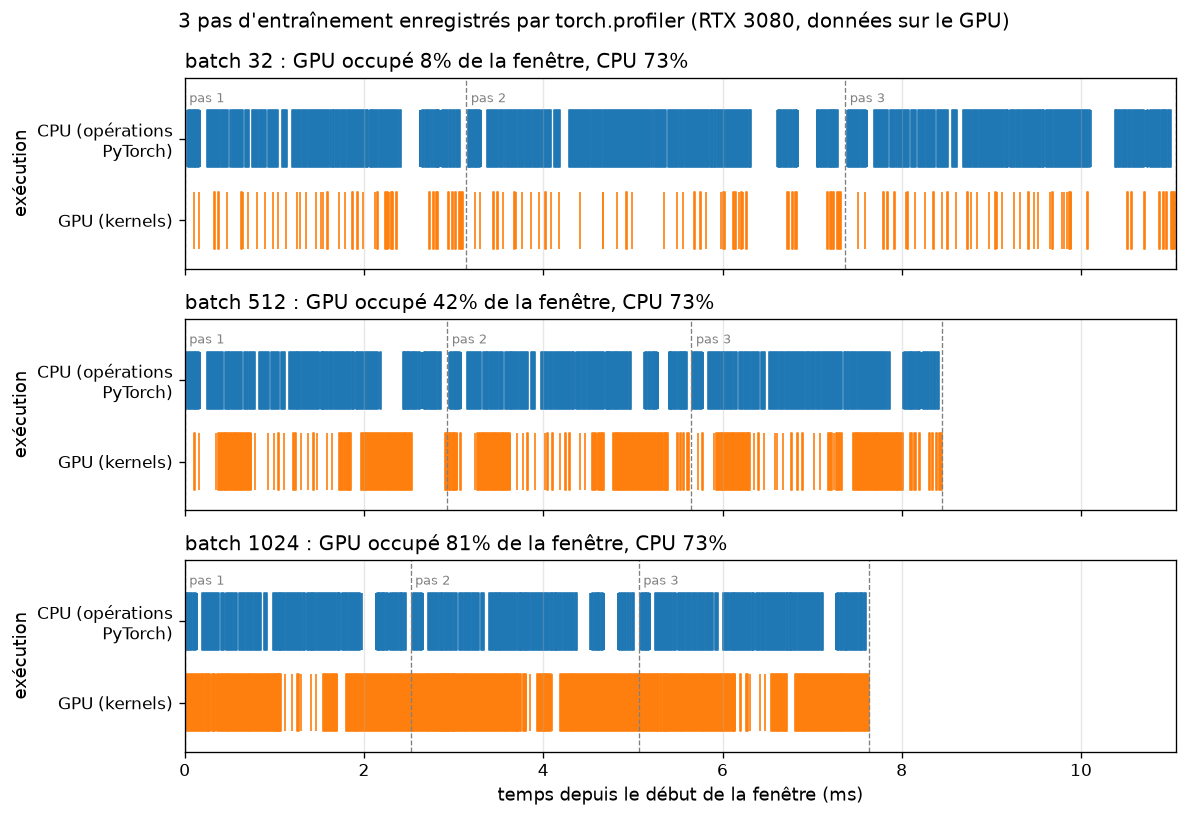 3 pas d'entraînement enregistrés par torch.profiler (RTX 3080, données sur le GPU)
batch 32 : GPU occupé 8% de la fenêtre, CPU 73%
pas 1
pas 2
pas 3
exécution
CPU (opérations
PyTorch)
GPU (kernels)
batch 512 : GPU occupé 42% de la fenêtre, CPU 73%
pas 1
pas 2
pas 3
exécution
CPU (opérations
PyTorch)
GPU (kernels)
batch 1024 : GPU occupé 81% de la fenêtre, CPU 73%
pas 1
pas 2
pas 3
exécution
CPU (opérations
PyTorch)
GPU (kernels)
0 2 4 6 8 10
temps depuis le début de la fenêtre (ms)